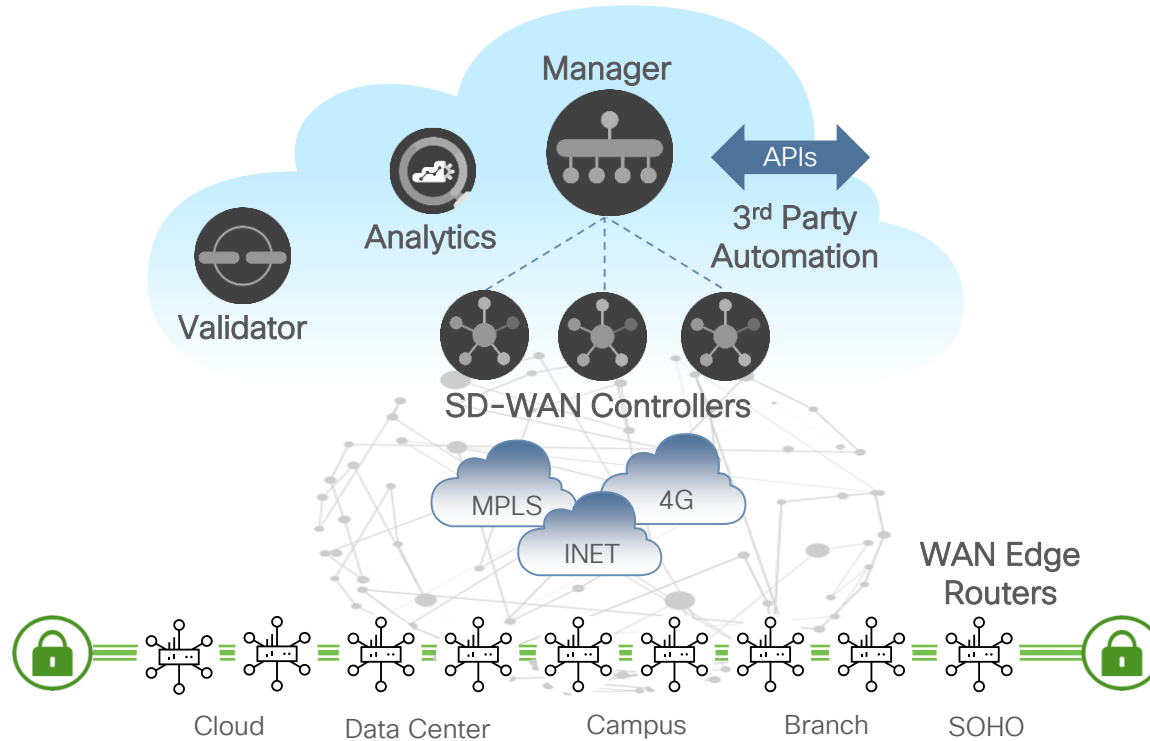 Manager
APIs
Analytics
3rd Party
Automation
Validator
SD-WAN Controllers
MPLS
4G
INET
WAN Edge
Routers
Cloud
Data Center
Campus
Branch
SOHO